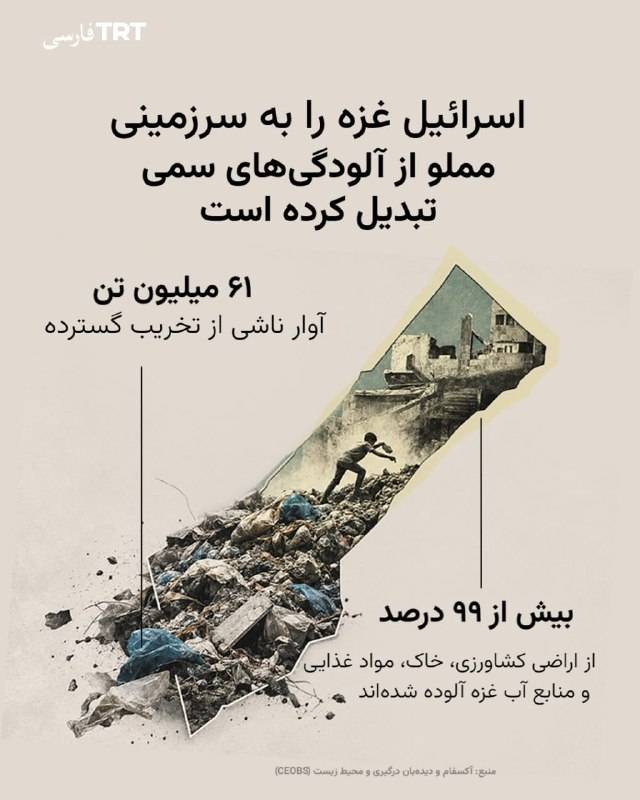 TRT فارسی
اسرائیل غزه را به سرزمینی
مملو از آلودگی‌های سمی
تبدیل کرده است
۶۱ میلیون تن
آوار ناشی از تخریب گسترده
بیش از ۹۹ درصد
از اراضی کشاورزی، خاک، مواد غذایی
و منابع آب غزه آلوده شده‌اند
منبع: آکسفام و دیده‌بان درگیری و محیط زیست (CEOBS)